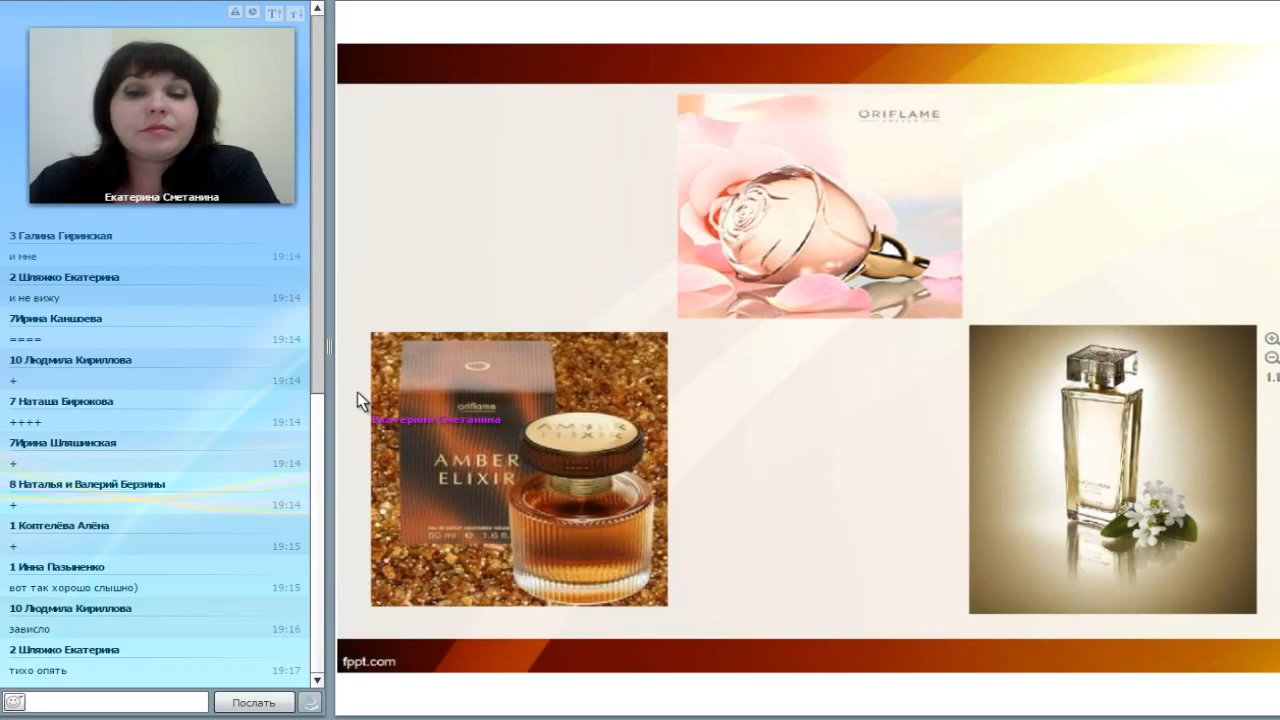 Екатерина Сметанина
3 Галина Гиринская
и мне
19:14
2 Шляжко Екатерина
и не вижу
19:14
7Ирина Каншоева
====
19:14
10 Людмила Кириллова
+
19:14
7 Наташа Бирюкова
++++
19:14
7Ирина Шляшинская
+
19:14
8 Наталья и Валерий Берзины
+
19:14
1 Коптелёва Алёна
+
19:15
1 Инна Пазыненко
вот так хорошо слышно)
19:15
10 Людмила Кириллова
зависло
19:16
2 Шляжко Екатерина
тихо опять
19:17
Послать
ORIFLAME
SWEDEN
oriflame
Екатерина Сметанина
AMBER
ELIXIR
AMBER
ELIXIR
fppt.com